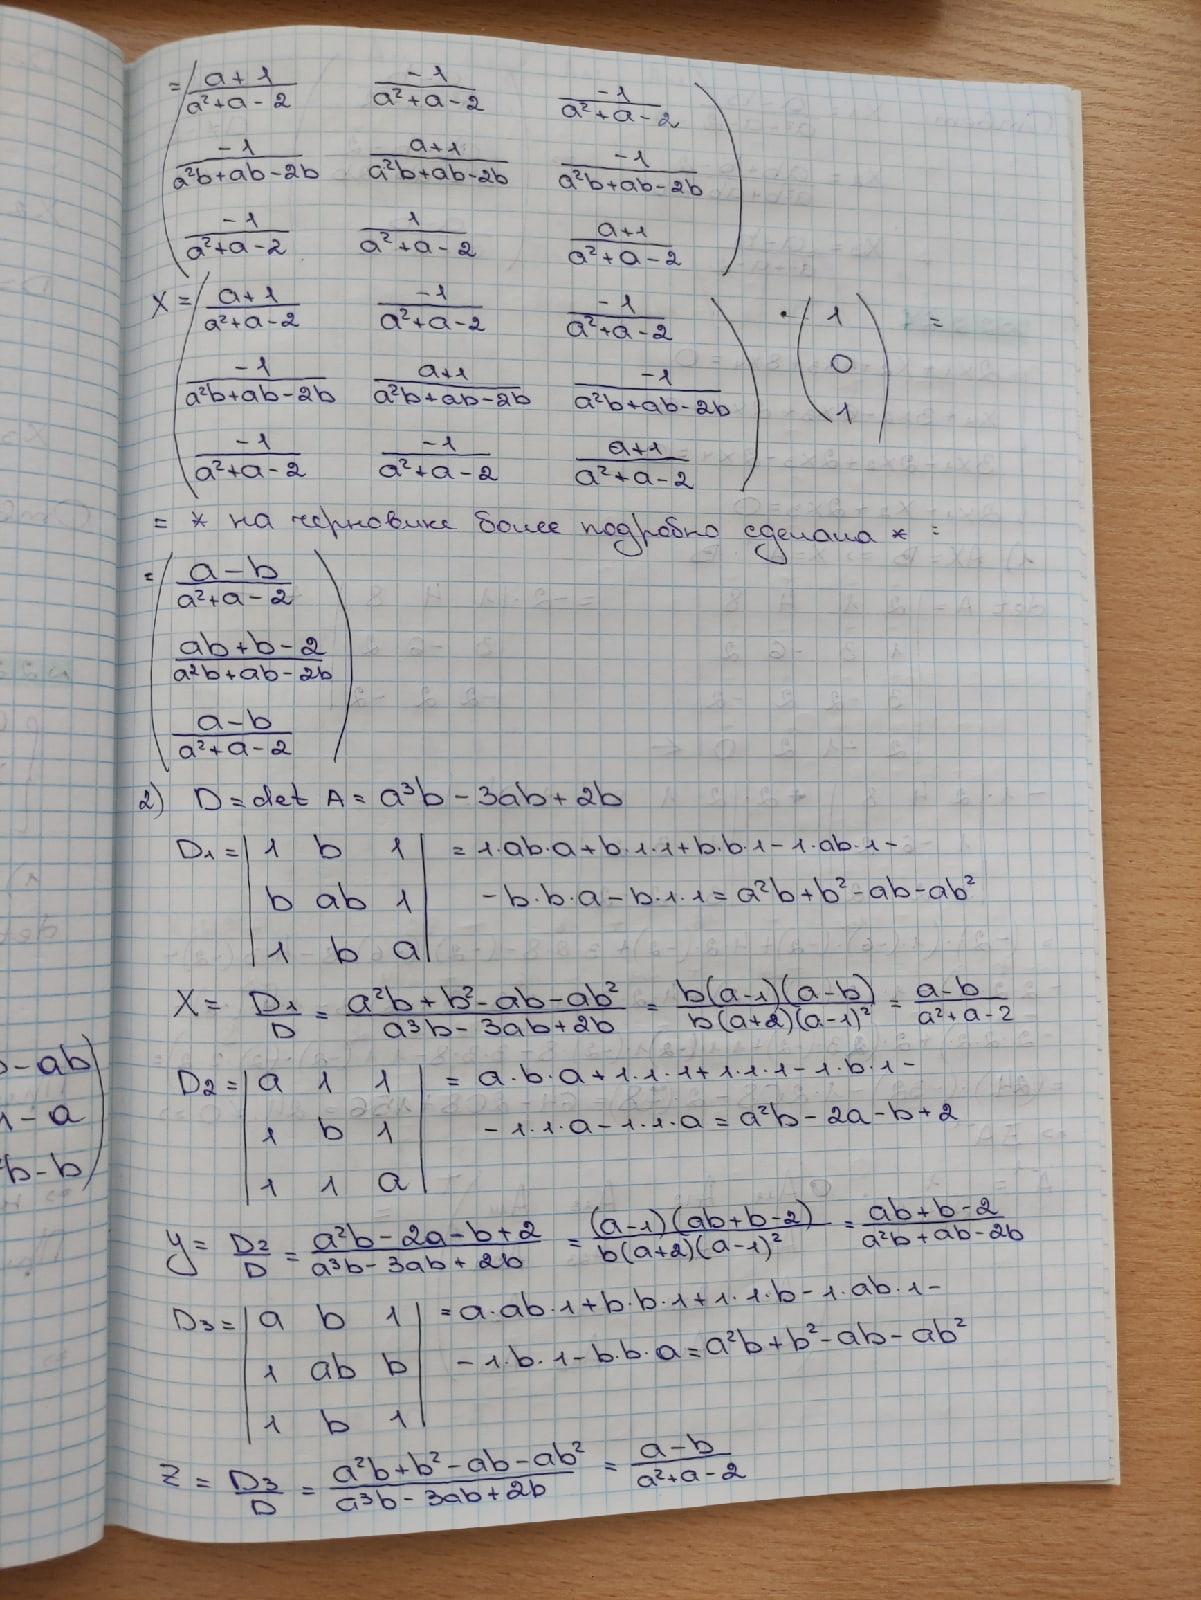 = ( (a+1)/(a²+a-2)   (-1)/(a²+a-2)   (-1)/(a²+a-2)
(-1)/(a²b+ab-2b)   (a+1)/(a²b+ab-2b)   (-1)/(a²b+ab-2b)
(-1)/(a²+a-2)   1/(a²+a-2)   (a+1)/(a²+a-2) )
X = ( (a+1)/(a²+a-2)   (-1)/(a²+a-2)   (-1)/(a²+a-2) ) · ( 1 ) =
(-1)/(a²b+ab-2b)   (a+1)/(a²b+ab-2b)   (-1)/(a²b+ab-2b)   0
(-1)/(a²+a-2)   (-1)/(a²+a-2)   (a+1)/(a²+a-2)   1
= * на черновике более подробно сделала * =
= ( (a-b)/(a²+a-2)
(ab+b-2)/(a²b+ab-2b)
(a-b)/(a²+a-2) )
2) D = det A = a³b - 3ab + 2b
D₁ = | 1 b 1 | = 1·ab·a + b·1·1 + b·b·1 - 1·ab·1 -
b ab 1   - b·b·a - b·1·1 = a²b + b² - ab - ab²
1 b a
X = D₁/D = (a²b + b² - ab - ab²)/(a³b - 3ab + 2b) = (b(a-1)(a-b))/(b(a+2)(a-1)²) = (a-b)/(a²+a-2)
D₂ = | a 1 1 | = a·b·a + 1·1·1 + 1·1·1 - 1·b·1 -
1 b 1   - 1·1·a - 1·1·a = a²b - 2a - b + 2
1 1 a
y = D₂/D = (a²b - 2a - b + 2)/(a³b - 3ab + 2b) = ((a-1)(ab+b-2))/(b(a+2)(a-1)²) = (ab+b-2)/(a²b+ab-2b)
D₃ = | a b 1 | = a·ab·1 + b·b·1 + 1·1·b - 1·ab·1 -
1 ab b   - 1·b·1 - b·b·a = a²b + b² - ab - ab²
1 b 1
z = D₃/D = (a²b + b² - ab - ab²)/(a³b - 3ab + 2b) = (a-b)/(a²+a-2)
-ab
1-a
b-b